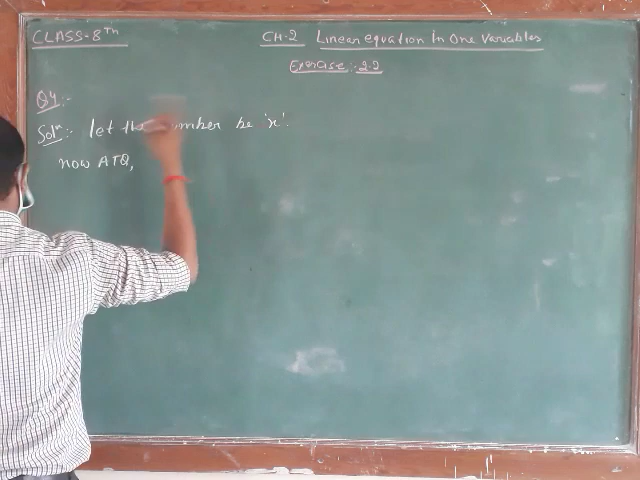 CLASS-8Th
CH-2 Linear equation In One Variables
Exercise:-2.2
Q4:-
Soln:- let the number be 'x'.
now ATQ,